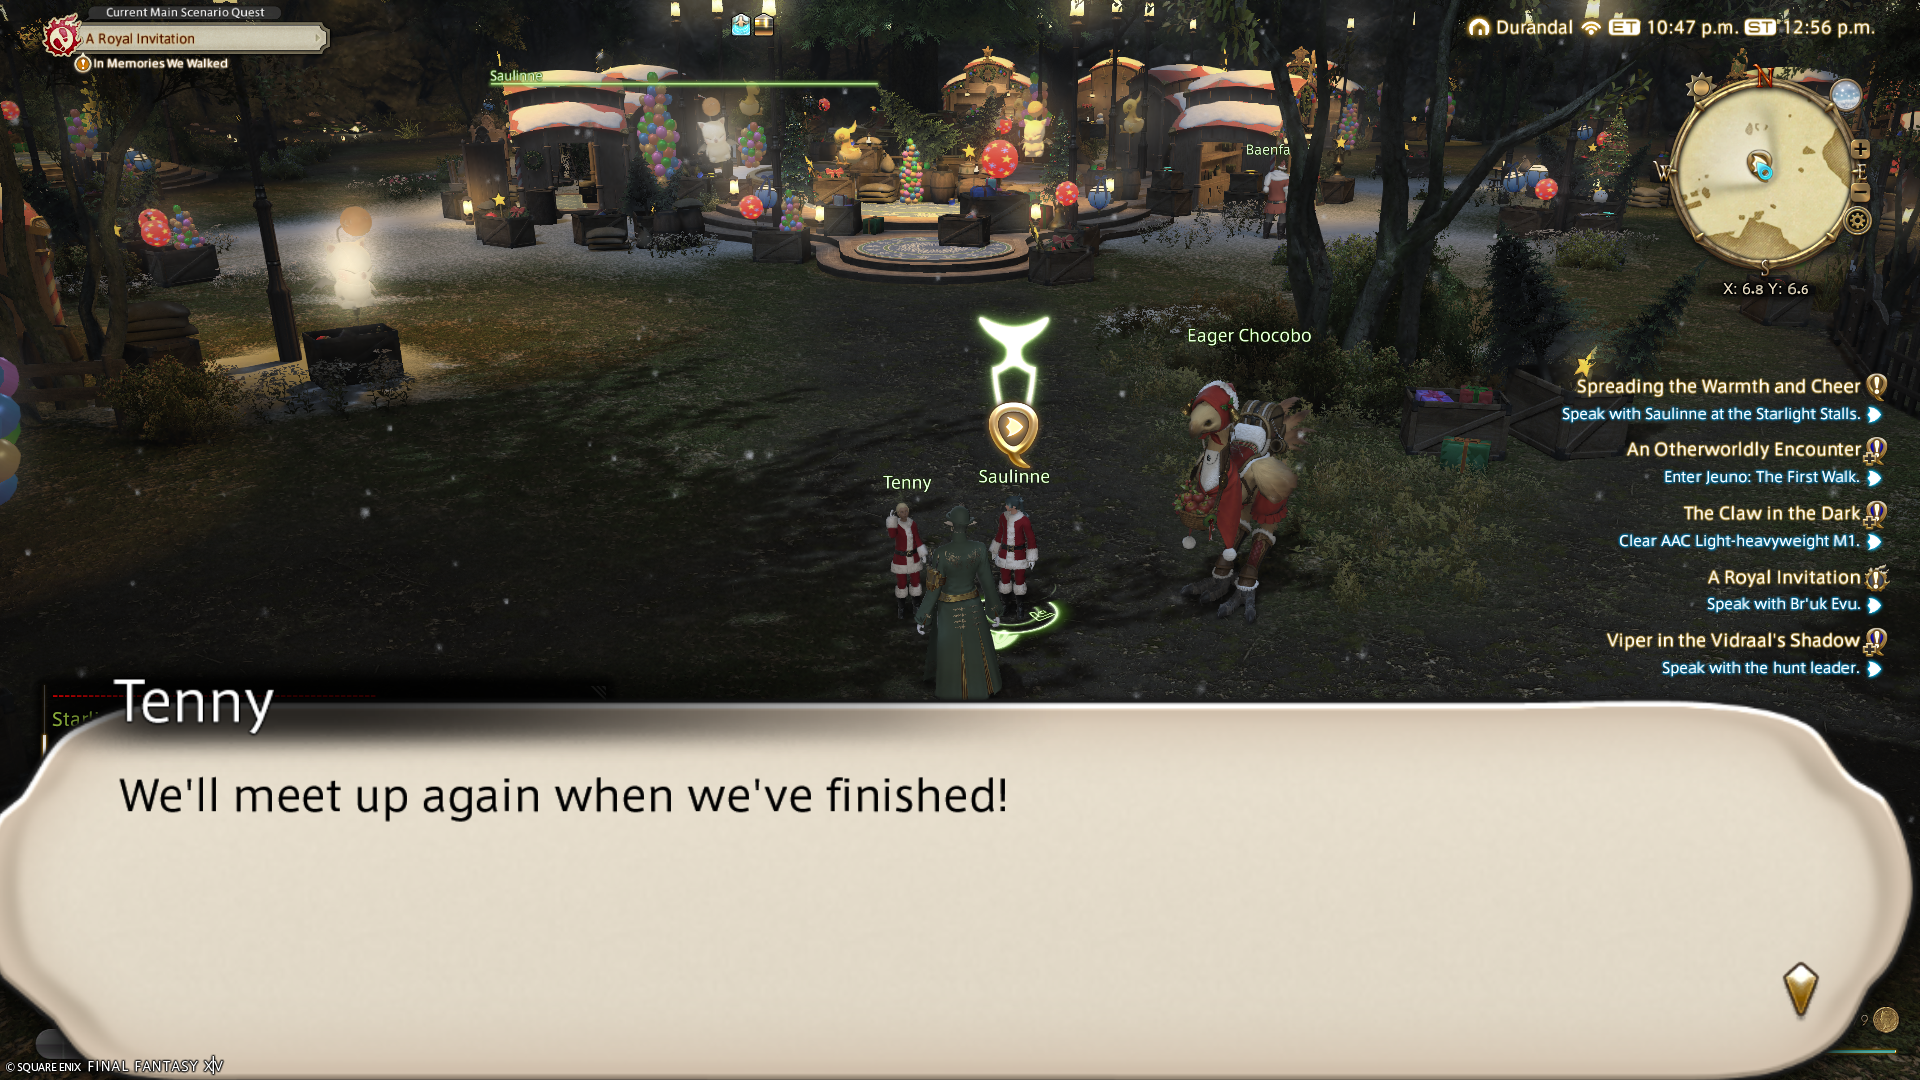 Current Main Scenario Quest
A Royal Invitation
In Memories We Walked
Saulinne
Durandal ET 10:47 p.m. ST 12:56 p.m.
N
W
E
S
X: 6.8 Y: 6.6
Baenfa
Eager Chocobo
Spreading the Warmth and Cheer
Speak with Saulinne at the Starlight Stalls.
An Otherworldly Encounter
Enter Jeuno: The First Walk.
The Claw in the Dark
Clear AAC Light-heavyweight M1.
A Royal Invitation
Speak with Br'uk Evu.
Viper in the Vidraal's Shadow
Speak with the hunt leader.
Tenny
Saulinne
Tenny
We'll meet up again when we've finished!
9
© SQUARE ENIX FINAL FANTASY XIV